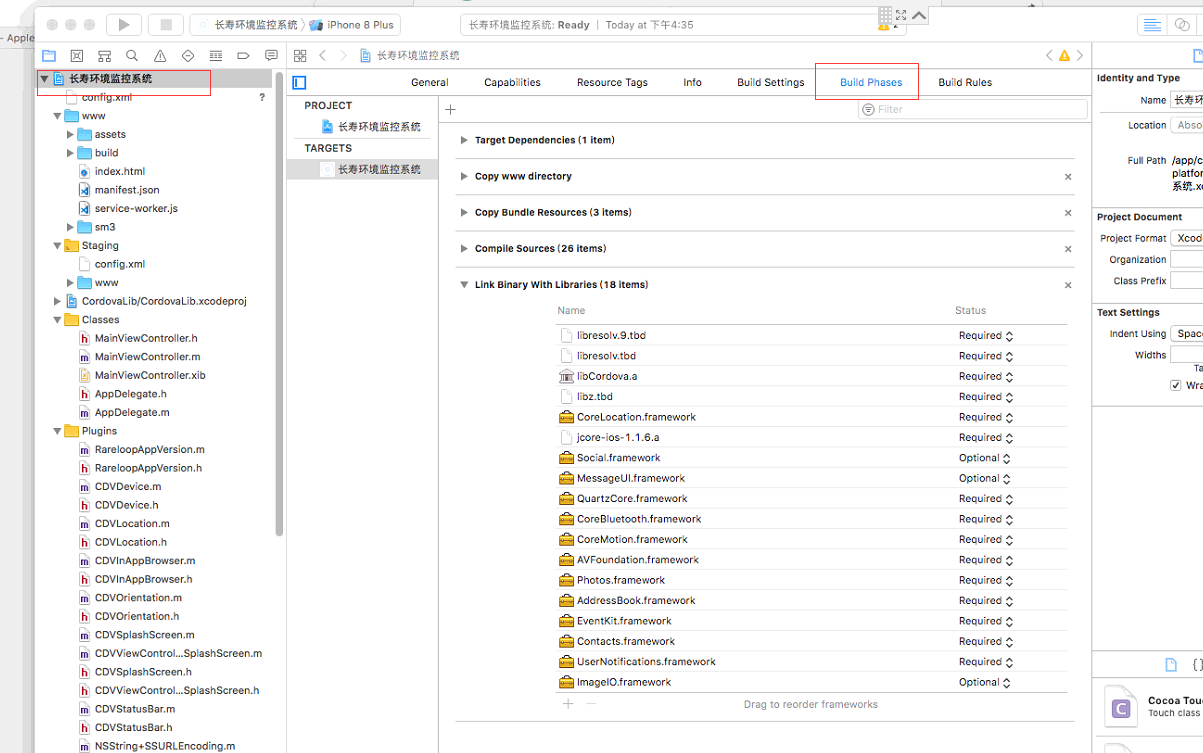 - Apple
长寿环境监控系统 iPhone 8 Plus
长寿环境监控系统: Ready | Today at 下午4:35
长寿环境监控系统
长寿环境监控系统
config.xml ?
www
assets
build
index.html
manifest.json
service-worker.js
sm3
Staging
config.xml
www
CordovaLib/CordovaLib.xcodeproj
Classes
MainViewController.h
MainViewController.m
MainViewController.xib
AppDelegate.h
AppDelegate.m
Plugins
RareloopAppVersion.m
RareloopAppVersion.h
CDVDevice.m
CDVDevice.h
CDVLocation.m
CDVLocation.h
CDVInAppBrowser.m
CDVInAppBrowser.h
CDVOrientation.m
CDVOrientation.h
CDVSplashScreen.m
CDVViewControl...SplashScreen.m
CDVSplashScreen.h
CDVViewControl...SplashScreen.h
CDVStatusBar.m
CDVStatusBar.h
NSString+SSURLEncoding.m
General Capabilities Resource Tags Info Build Settings Build Phases Build Rules
PROJECT
长寿环境监控系统
TARGETS
长寿环境监控系统
Filter
Target Dependencies (1 item)
Copy www directory
Copy Bundle Resources (3 items)
Compile Sources (26 items)
Link Binary With Libraries (18 items)
Name Status
libresolv.9.tbd Required
libresolv.tbd Required
libCordova.a Required
libz.tbd Required
CoreLocation.framework Required
jcore-ios-1.1.6.a Required
Social.framework Optional
MessageUI.framework Optional
QuartzCore.framework Required
CoreBluetooth.framework Required
CoreMotion.framework Required
AVFoundation.framework Required
Photos.framework Required
AddressBook.framework Required
EventKit.framework Required
Contacts.framework Required
UserNotifications.framework Required
ImageIO.framework Optional
Drag to reorder frameworks
Identity and Type
Name 长寿环
Location Abso
Full Path /app/c
platfor
系统.xc
Project Document
Project Format Xcod
Organization
Class Prefix
Text Settings
Indent Using Spac
Widths
Ta
Wra
{}
C
Cocoa Tou
Touch class